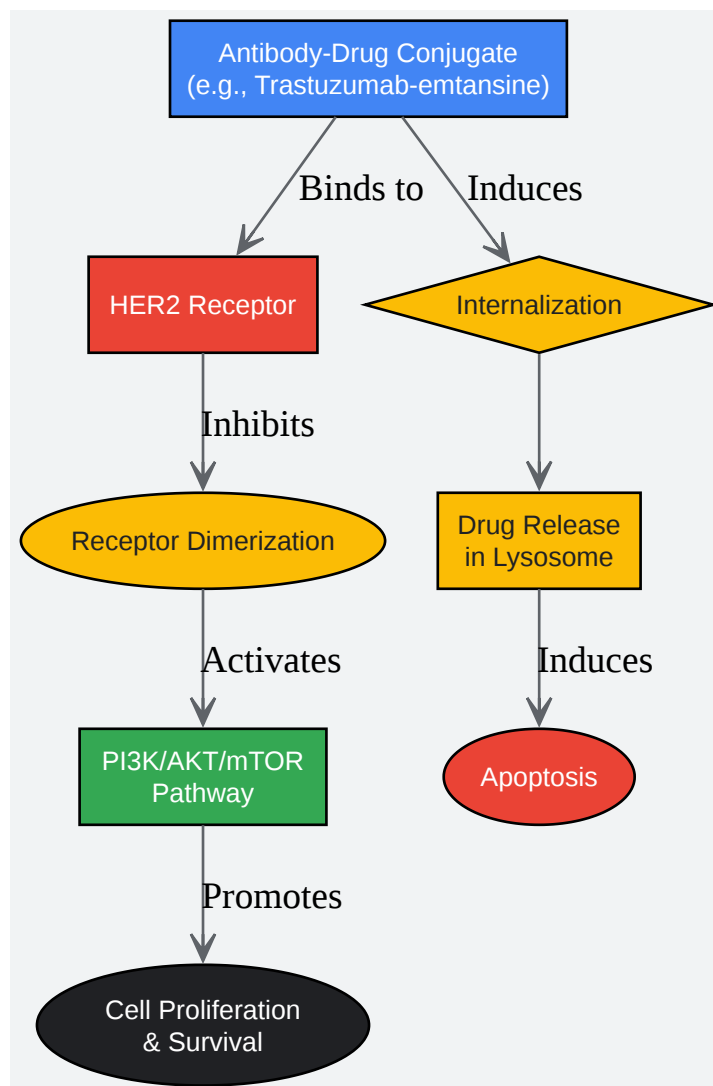 Antibody-Drug Conjugate
(e.g., Trastuzumab-emtansine)
Binds to
Induces
HER2 Receptor
Internalization
Inhibits
Receptor Dimerization
Drug Release
in Lysosome
Activates
Induces
PI3K/AKT/mTOR
Pathway
Apoptosis
Promotes
Cell Proliferation
& Survival